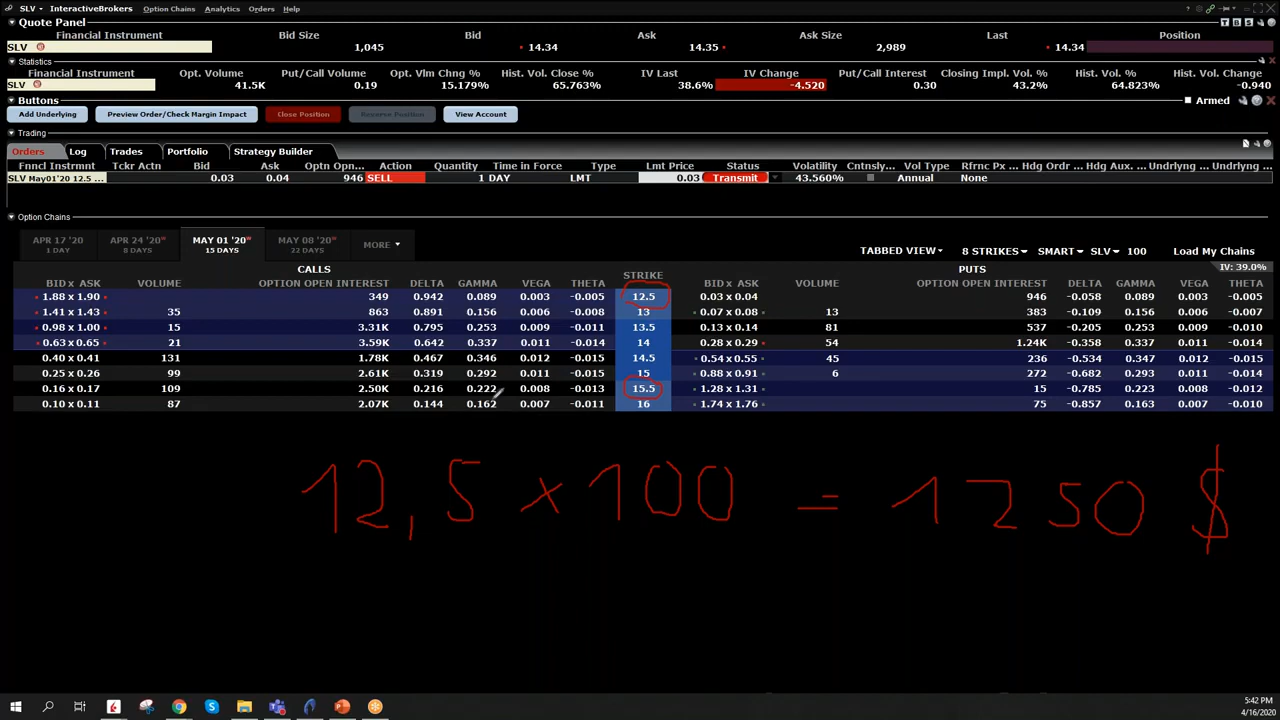 SLV InteractiveBrokers Option Chains Analytics Orders Help
Quote Panel
Financial Instrument Bid Size Bid Ask Ask Size Last Position
SLV 1,045 14.34 14.35 2,989 14.34
Statistics
Financial Instrument Opt. Volume Put/Call Volume Opt. Vlm Chng % Hist. Vol. Close % IV Last IV Change Put/Call Interest Closing Impl. Vol. % Hist. Vol. % Hist. Vol. Change
SLV 41.5K 0.19 15.179% 65.763% 38.6% -4.520 0.30 43.2% 64.823% -0.940
Buttons Armed
Add Underlying Preview Order/Check Margin Impact Close Position Reverse Position View Account
Trading
Orders Log Trades Portfolio Strategy Builder
Fnncl Instrmnt Tckr Actn Bid Ask Optn Opn... Action Quantity Time in Force Type Lmt Price Status Volatility Cntnsly... Vol Type Rfrnc Px ... Hdg Ordr ... Hdg Aux. ... Undrlyng ... Undrlyng ...
SLV May01'20 12.5 ... 0.03 0.04 946 SELL 1 DAY LMT 0.03 Transmit 43.560% Annual None
Option Chains
APR 17 '20 APR 24 '20W MAY 01 '20W MAY 08 '20W MORE
1 DAY 8 DAYS 15 DAYS 22 DAYS
TABBED VIEW 8 STRIKES SMART SLV 100 Load My Chains
CALLS STRIKE PUTS IV: 39.0%
BID x ASK VOLUME OPTION OPEN INTEREST DELTA GAMMA VEGA THETA BID x ASK VOLUME OPTION OPEN INTEREST DELTA GAMMA VEGA THETA
1.88 x 1.90 349 0.942 0.089 0.003 -0.005 12.5 0.03 x 0.04 946 -0.058 0.089 0.003 -0.005
1.41 x 1.43 35 863 0.891 0.156 0.006 -0.008 13 0.07 x 0.08 13 383 -0.109 0.156 0.006 -0.007
0.98 x 1.00 15 3.31K 0.795 0.253 0.009 -0.011 13.5 0.13 x 0.14 81 537 -0.205 0.253 0.009 -0.010
0.63 x 0.65 21 3.59K 0.642 0.337 0.011 -0.014 14 0.28 x 0.29 54 1.24K -0.358 0.338 0.011 -0.014
0.40 x 0.41 131 1.78K 0.467 0.346 0.012 -0.015 14.5 0.54 x 0.55 45 236 -0.534 0.347 0.012 -0.015
0.25 x 0.26 99 2.61K 0.319 0.292 0.011 -0.015 15 0.88 x 0.91 6 272 -0.682 0.293 0.011 -0.014
0.16 x 0.17 109 2.50K 0.216 0.222 0.008 -0.013 15.5 1.28 x 1.31 15 -0.785 0.223 0.008 -0.012
0.10 x 0.11 87 2.07K 0.144 0.162 0.007 -0.011 16 1.74 x 1.76 75 -0.857 0.163 0.007 -0.010
12,5 x 100 = 1250 $
5:42 PM
4/16/2020